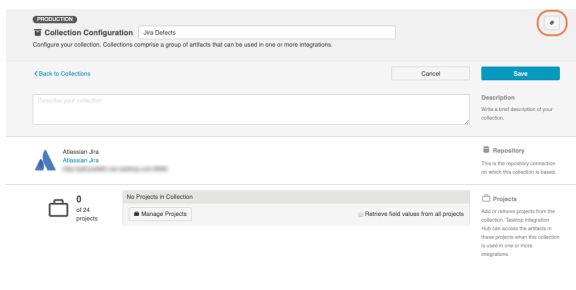 PRODUCTION
Collection Configuration Jira Defects
Configure your collection. Collections comprise a group of artifacts that can be used in one or more integrations.
Back to Collections Cancel Save
Describe your collection
Description
Write a brief description of your
collection.
Atlassian Jira
Atlassian Jira
Repository
This is the repository connection
on which this collection is based.
0
of 24
projects
No Projects in Collection
Manage Projects Retrieve field values from all projects
Projects
Add or remove projects from the
collection. Tasktop Integration
Hub can access the artifacts in
these projects when this collection
is used in one or more
integrations.